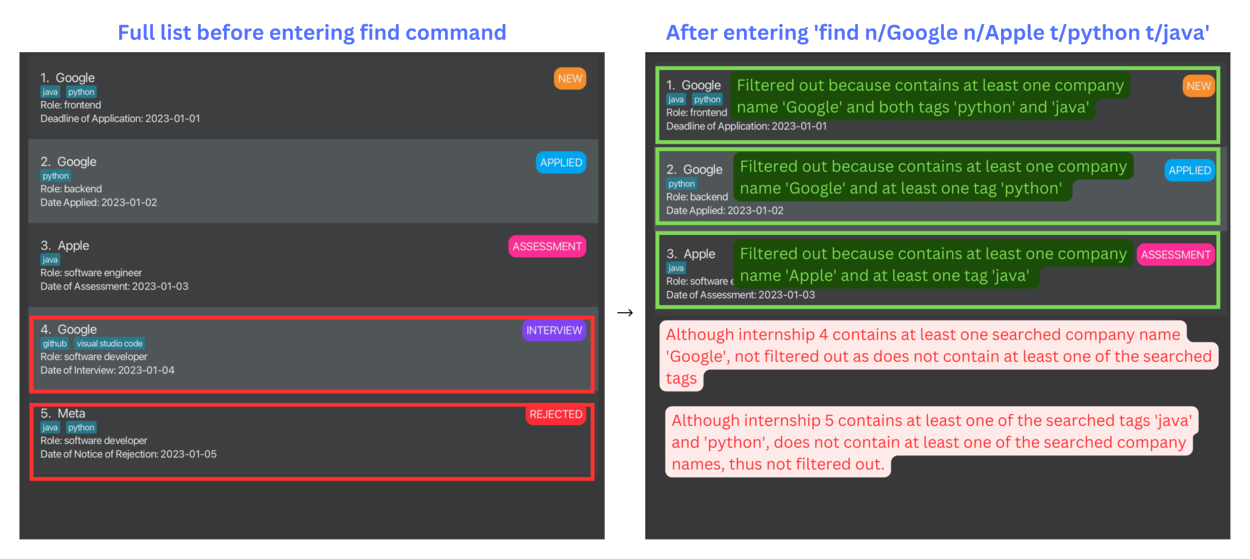 Full list before entering find command
1. Google
NEW
java python
Role: frontend
Deadline of Application: 2023-01-01
2. Google
APPLIED
python
Role: backend
Date Applied: 2023-01-02
3. Apple
ASSESSMENT
java
Role: software engineer
Date of Assessment: 2023-01-03
4. Google
INTERVIEW
github visual studio code
Role: software developer
Date of Interview: 2023-01-04
5. Meta
REJECTED
java python
Role: software developer
Date of Notice of Rejection: 2023-01-05
→
After entering 'find n/Google n/Apple t/python t/java'
1. Google
NEW
java python
Role: frontend
Deadline of Application: 2023-01-01
Filtered out because contains at least one company
name 'Google' and both tags 'python' and 'java'
2. Google
APPLIED
python
Role: backend
Date Applied: 2023-01-02
Filtered out because contains at least one company
name 'Google' and at least one tag 'python'
3. Apple
ASSESSMENT
java
Role: software e
Date of Assessment: 2023-01-03
Filtered out because contains at least one company
name 'Apple' and at least one tag 'java'
Although internship 4 contains at least one searched company name
'Google', not filtered out as does not contain at least one of the searched
tags
Although internship 5 contains at least one of the searched tags 'java'
and 'python', does not contain at least one of the searched company
names, thus not filtered out.